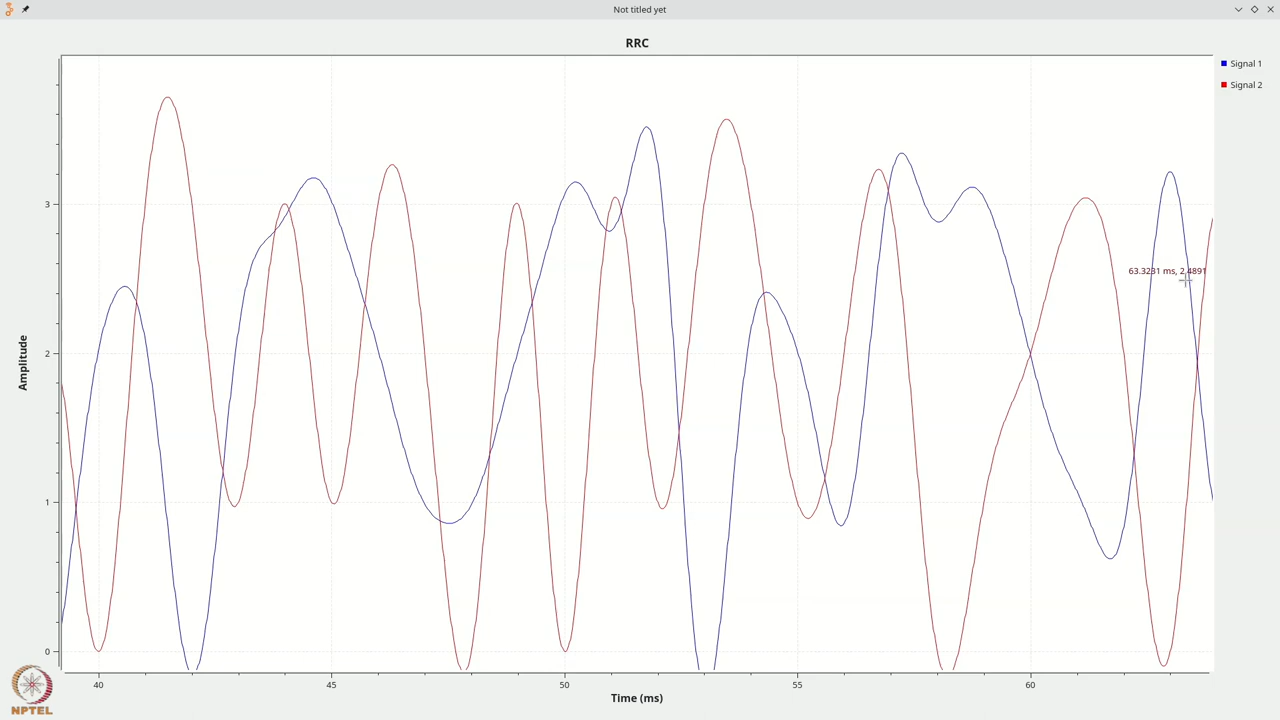 Not titled yet
RRC
Signal 1
Signal 2
63.3231 ms, 2.4891
Amplitude
3
2
1
0
40 45 50 55 60
Time (ms)
NPTEL